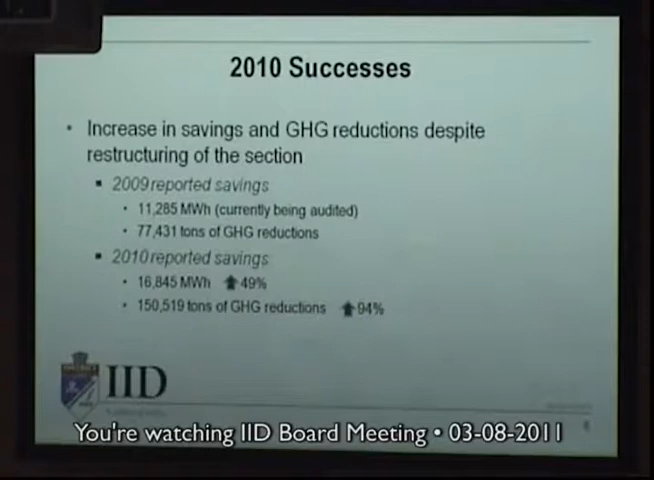 2010 Successes
• Increase in savings and GHG reductions despite
restructuring of the section
▪ 2009 reported savings
• 11,285 MWh (currently being audited)
• 77,431 tons of GHG reductions
▪ 2010 reported savings
• 16,845 MWh ⬆49%
• 150,519 tons of GHG reductions ⬆94%
IID
You're watching IID Board Meeting • 03-08-2011